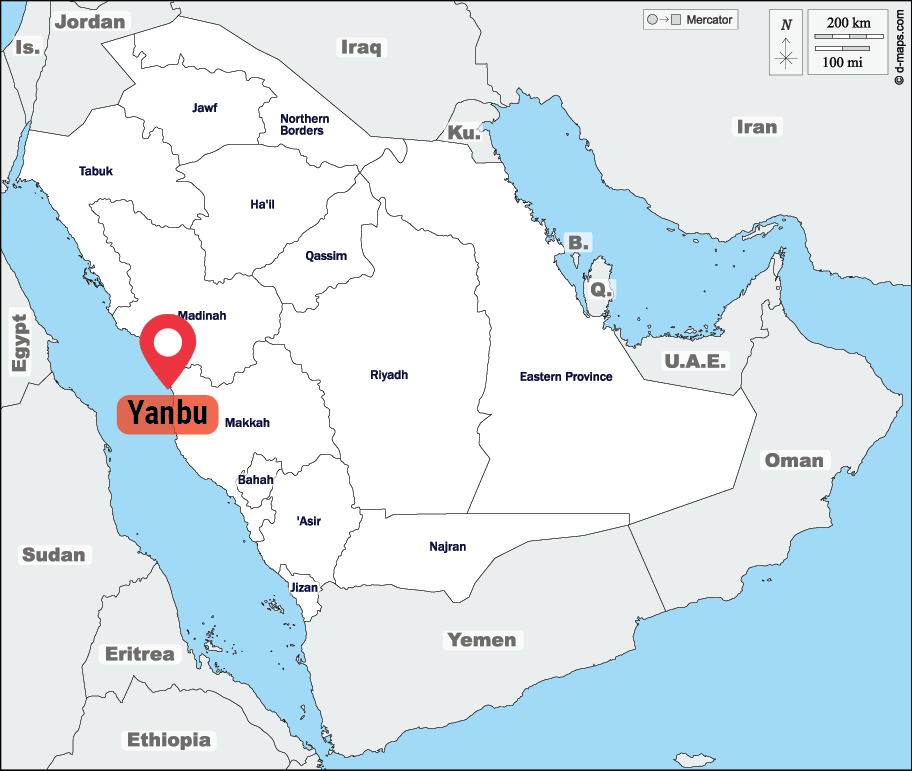 Jordan
Is.
Iraq
Mercator
N
200 km
100 mi
© d-maps.com
Iran
Ku.
Jawf
Northern
Borders
Tabuk
Ha'il
Qassim
B.
Q.
Madinah
Egypt
U.A.E.
Riyadh
Eastern Province
Yanbu
Makkah
Oman
Bahah
'Asir
Najran
Sudan
Jizan
Yemen
Eritrea
Ethiopia